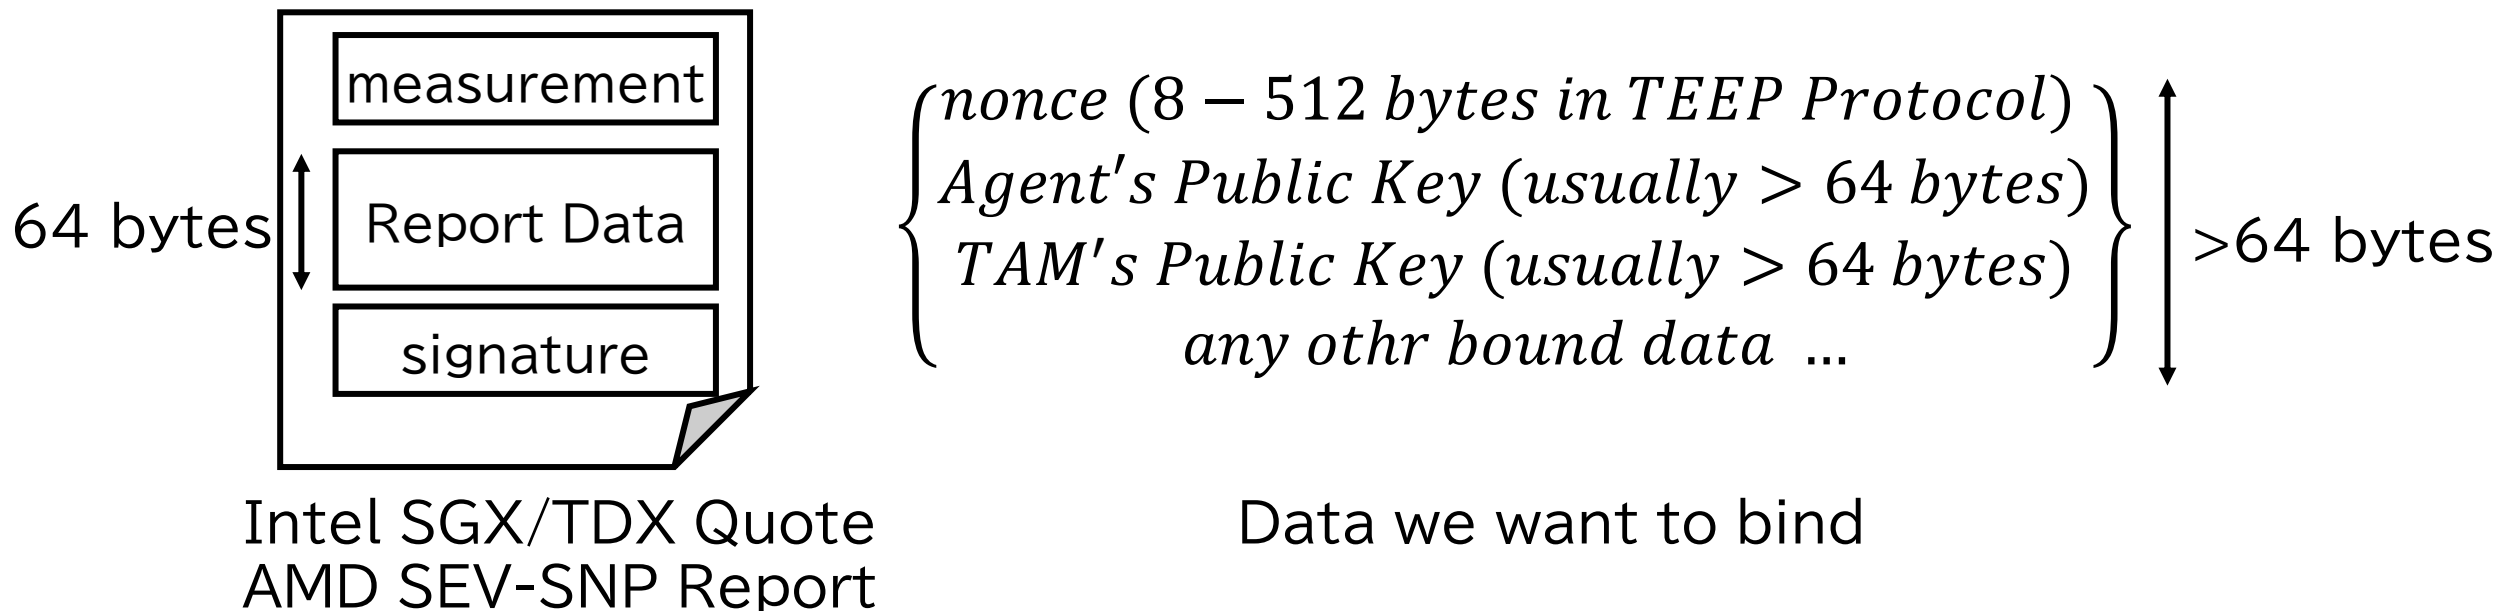 measurement
64 bytes
Report Data
signature
Intel SGX/TDX Quote
AMD SEV-SNP Report
nonce (8 − 512 bytes in TEEP Protocol)
Agent′s Public Key (usually > 64 bytes)
TAM′s Public Key (usually > 64 bytes)
any other bound data …
>64 bytes
Data we want to bind